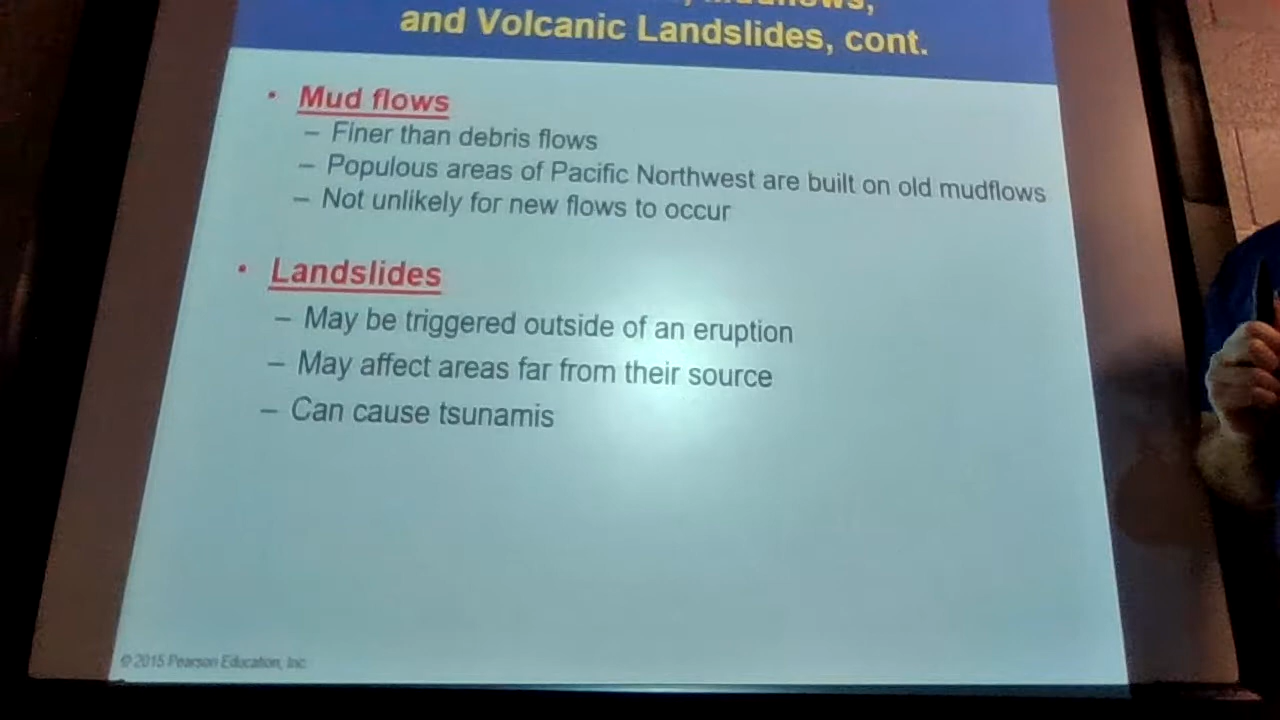 and Volcanic Landslides, cont.
• Mud flows
– Finer than debris flows
– Populous areas of Pacific Northwest are built on old mudflows
– Not unlikely for new flows to occur
• Landslides
– May be triggered outside of an eruption
– May affect areas far from their source
– Can cause tsunamis
© 2015 Pearson Education, Inc.